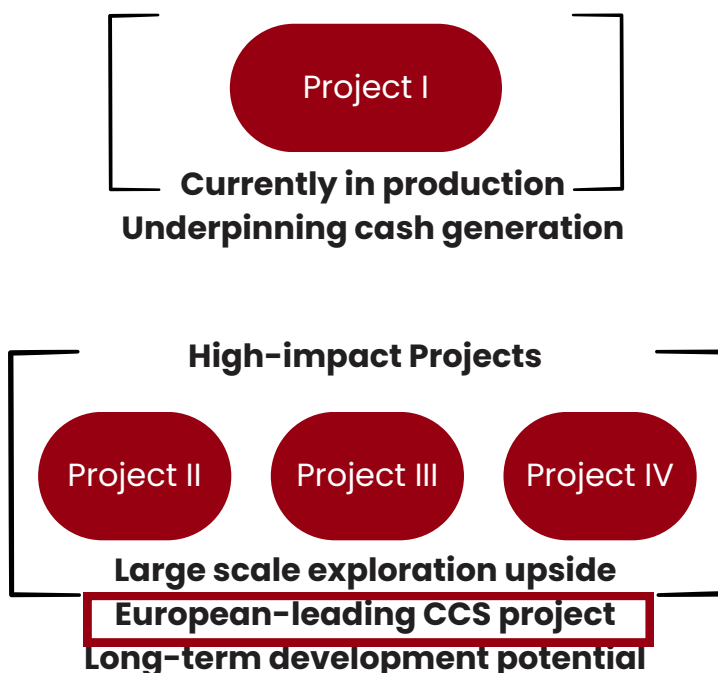 Project I
Currently in production
Underpinning cash generation
High-impact Projects
Project II
Project III
Project IV
Large scale exploration upside
European-leading CCS project
Long-term development potential